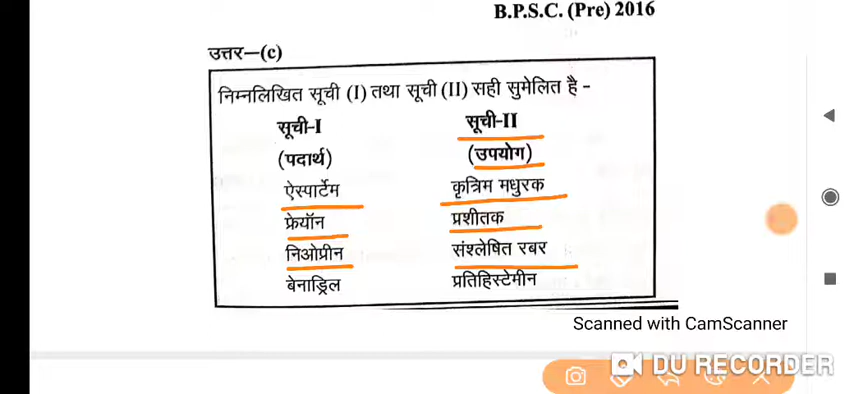 B.P.S.C. (Pre) 2016
उत्तर–(c)
निम्नलिखित सूची (I) तथा सूची (II) सही सुमेलित है -
सूची-I सूची-II
(पदार्थ) (उपयोग)
ऐस्पार्टेम कृत्रिम मधुरक
फ्रेयॉन प्रशीतक
निओप्रीन संश्लेषित रबर
बेनाड्रिल प्रतिहिस्टेमीन
Scanned with CamScanner
DU RECORDER